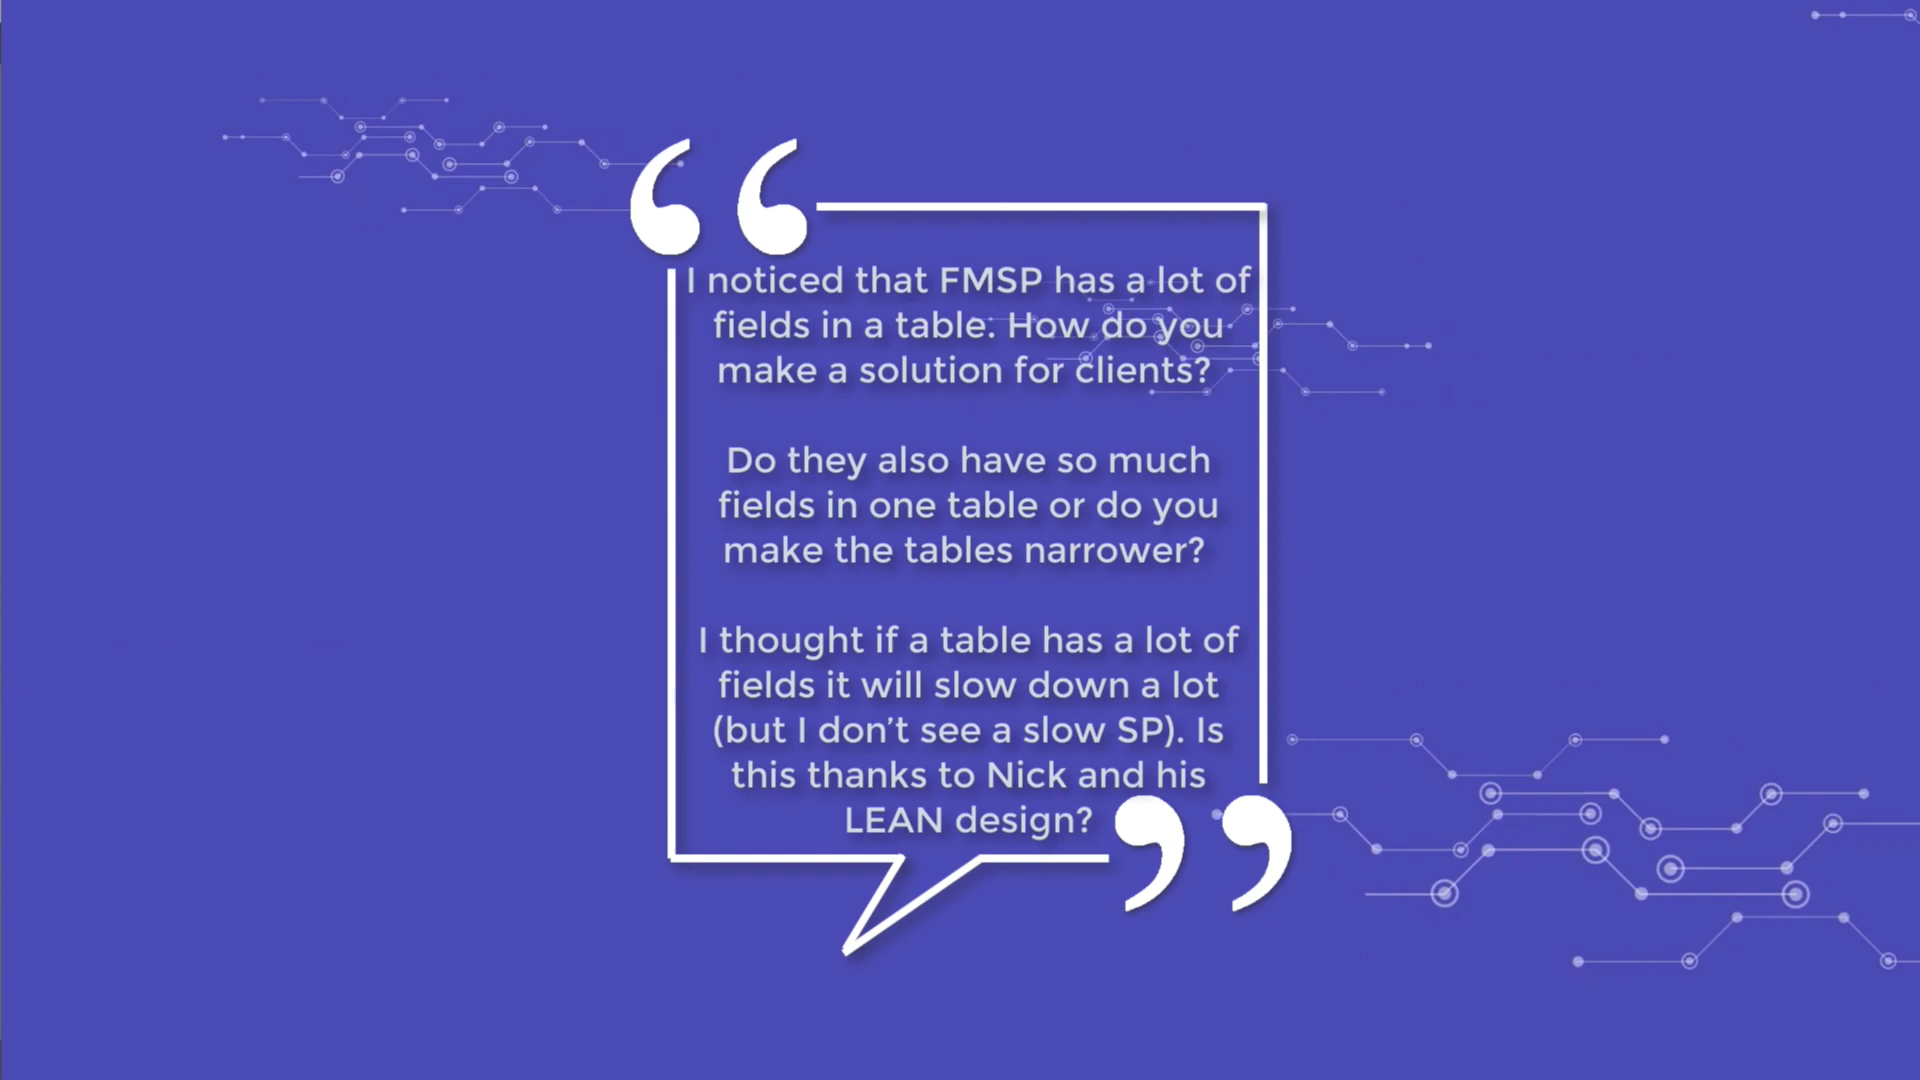 I noticed that FMSP has a lot of
fields in a table. How do you
make a solution for clients?
Do they also have so much
fields in one table or do you
make the tables narrower?
I thought if a table has a lot of
fields it will slow down a lot
(but I don’t see a slow SP). Is
this thanks to Nick and his
LEAN design?